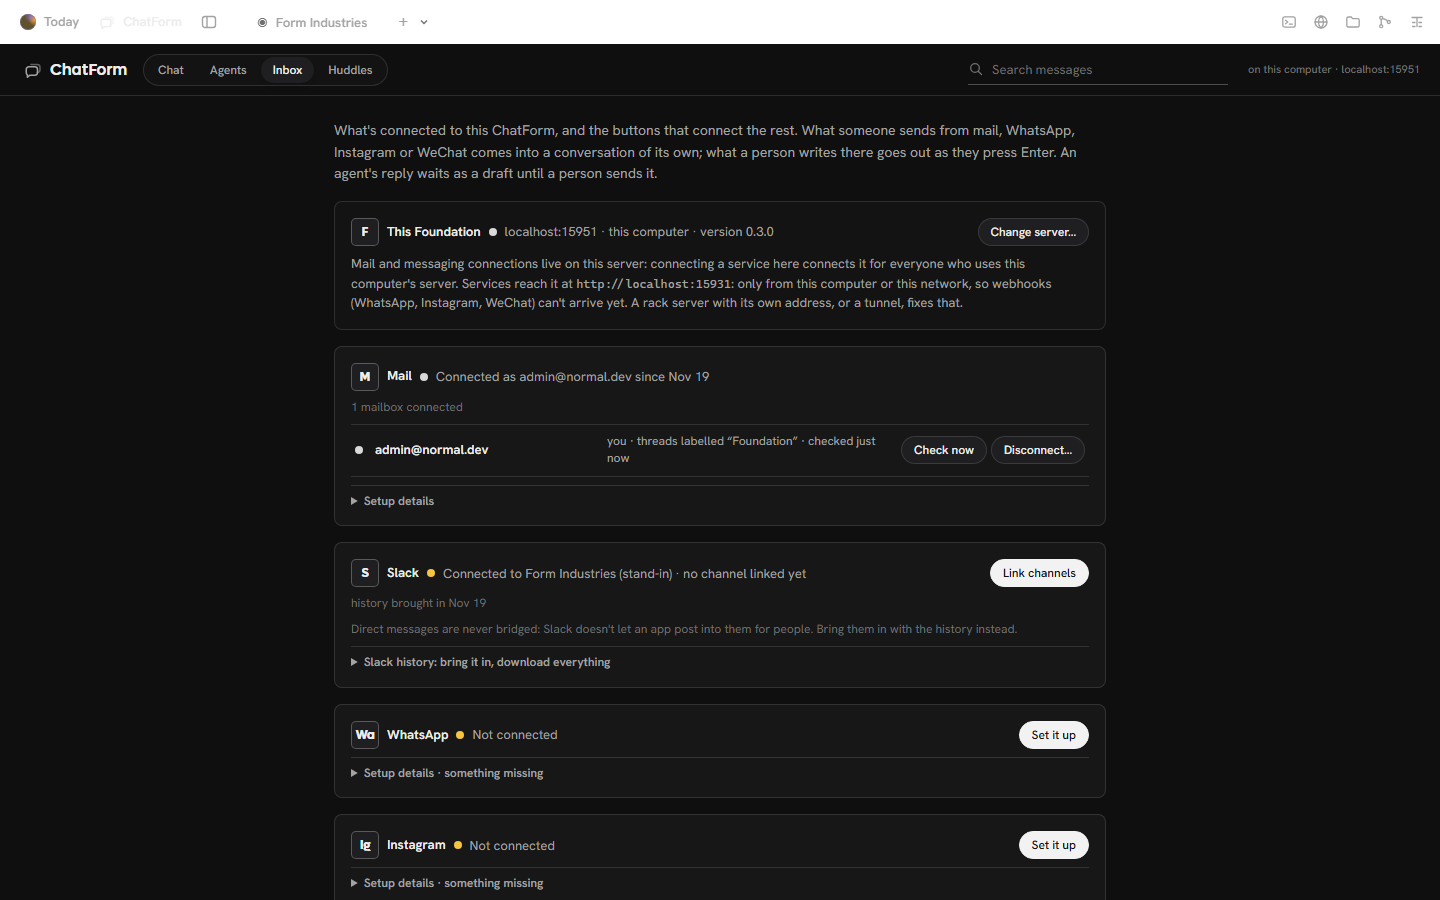 Today ChatForm Form Industries
ChatForm Chat Agents Inbox Huddles Search messages on this computer · localhost:15951
What's connected to this ChatForm, and the buttons that connect the rest. What someone sends from mail, WhatsApp,
Instagram or WeChat comes into a conversation of its own; what a person writes there goes out as they press Enter. An
agent's reply waits as a draft until a person sends it.
F This Foundation localhost:15951 · this computer · version 0.3.0 Change server...
Mail and messaging connections live on this server: connecting a service here connects it for everyone who uses this
computer's server. Services reach it at http://localhost:15931: only from this computer or this network, so webhooks
(WhatsApp, Instagram, WeChat) can't arrive yet. A rack server with its own address, or a tunnel, fixes that.
M Mail Connected as admin@normal.dev since Nov 19
1 mailbox connected
admin@normal.dev you · threads labelled “Foundation” · checked just
now
Check now Disconnect...
Setup details
S Slack Connected to Form Industries (stand-in) · no channel linked yet Link channels
history brought in Nov 19
Direct messages are never bridged: Slack doesn't let an app post into them for people. Bring them in with the history instead.
Slack history: bring it in, download everything
Wa WhatsApp Not connected Set it up
Setup details · something missing
Ig Instagram Not connected Set it up
Setup details · something missing